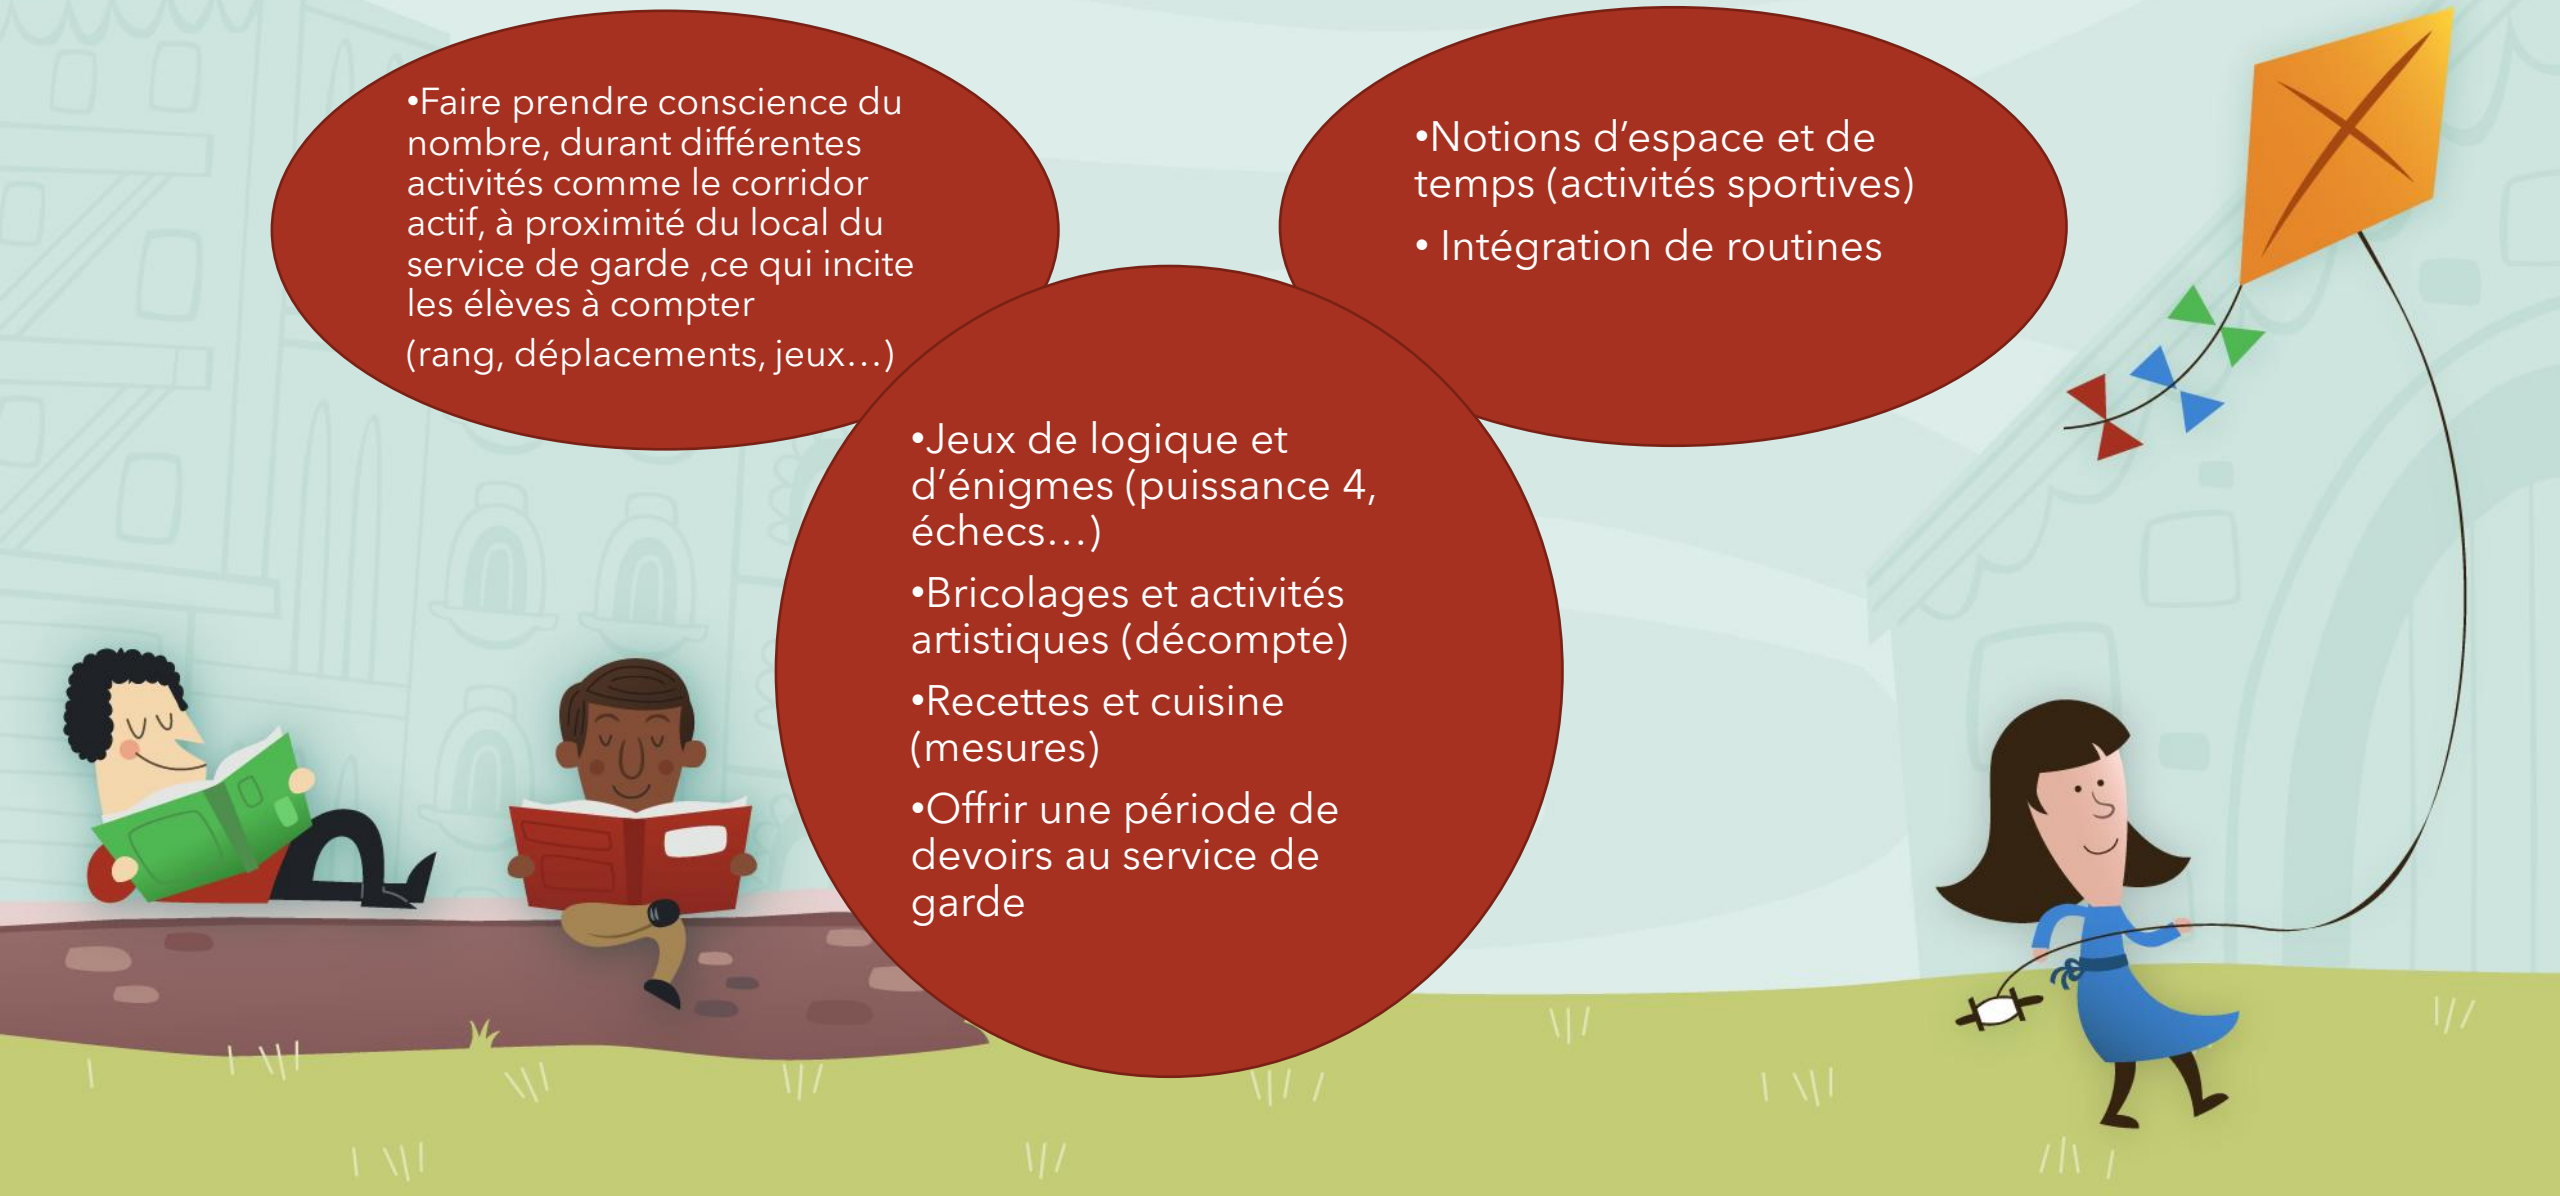 •Faire prendre conscience du
nombre, durant différentes
activités comme le corridor
actif, à proximité du local du
service de garde ,ce qui incite
les élèves à compter
(rang, déplacements, jeux…)
•Notions d’espace et de
temps (activités sportives)
• Intégration de routines
•Jeux de logique et
d’énigmes (puissance 4,
échecs…)
•Bricolages et activités
artistiques (décompte)
•Recettes et cuisine
(mesures)
•Offrir une période de
devoirs au service de
garde